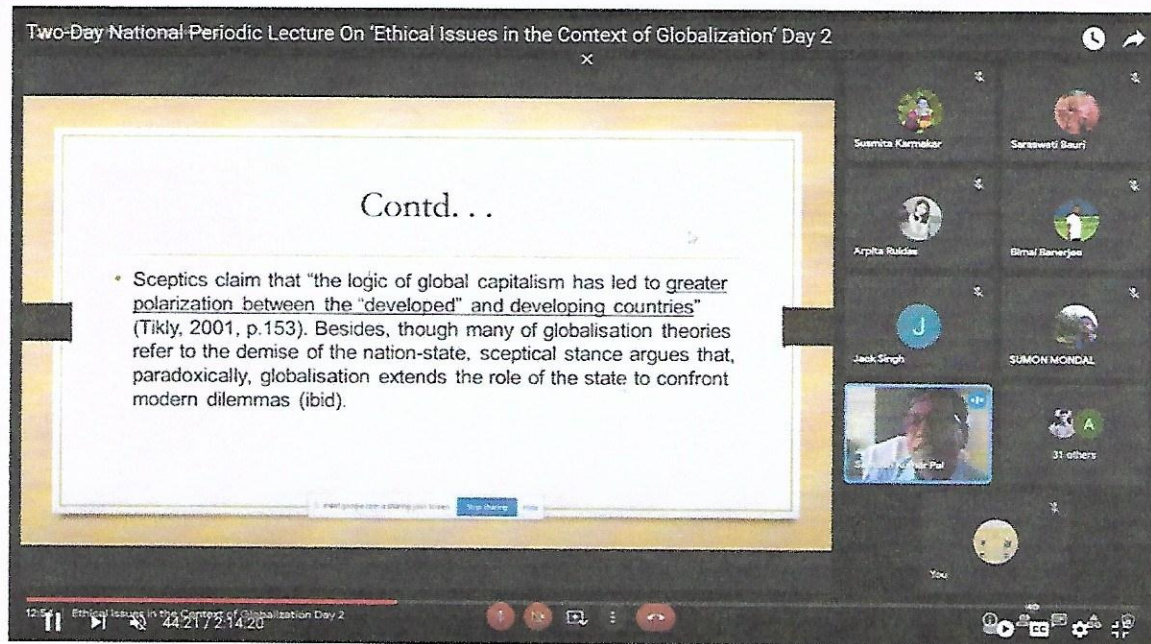 Two-Day National Periodic Lecture On 'Ethical Issues in the Context of Globalization' Day 2
Contd. . .
• Sceptics claim that "the logic of global capitalism has led to greater
polarization between the "developed" and developing countries"
(Tikly, 2001, p.153). Besides, though many of globalisation theories
refer to the demise of the nation-state, sceptical stance argues that,
paradoxically, globalisation extends the role of the state to confront
modern dilemmas (ibid).
Stop sharing
Hide
Susmita Karmakar
Saraswati Bauri
Arpita Ruidas
Bimal Banerjee
J
Jack Singh
SUMON MONDAL
Kumar Pal
A
31 others
You
Ethical Issues in the Context of Globalization Day 2
44:21 / 2:14:20
CC